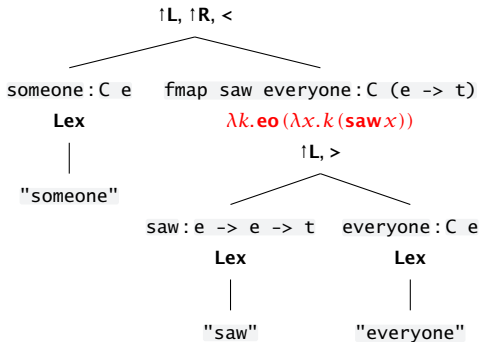 ↑L, ↑R, <
someone : C e fmap saw everyone : C (e -> t)
Lex λk. eo (λx. k (saw x))
↑L, >
"someone"
saw : e -> e -> t everyone : C e
Lex Lex
"saw" "everyone"